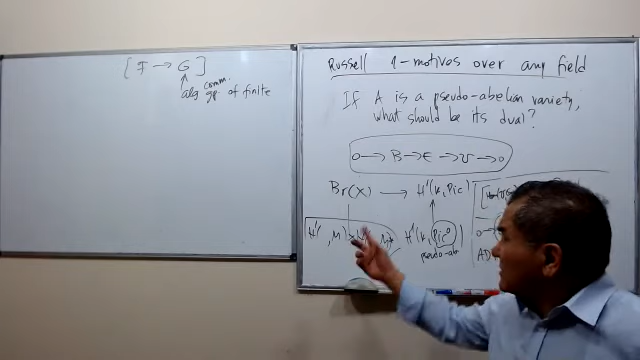 [ F → G ]
alg comm. gp of finite
Russell 1-motives over any field
If A is a pseudo-abelian variety,
what should be its dual?
0 → B → E → U → 0
Br(X) → H¹(k, Pic)
H¹( , M) × H¹(k, Pic⁰)
pseudo-ab